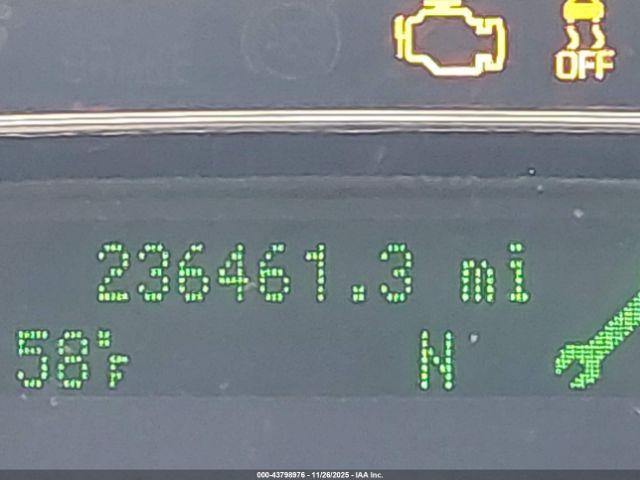 OFF
236461.3 mi
58°F N
000-43798976 - 11/26/2025 - IAA Inc.